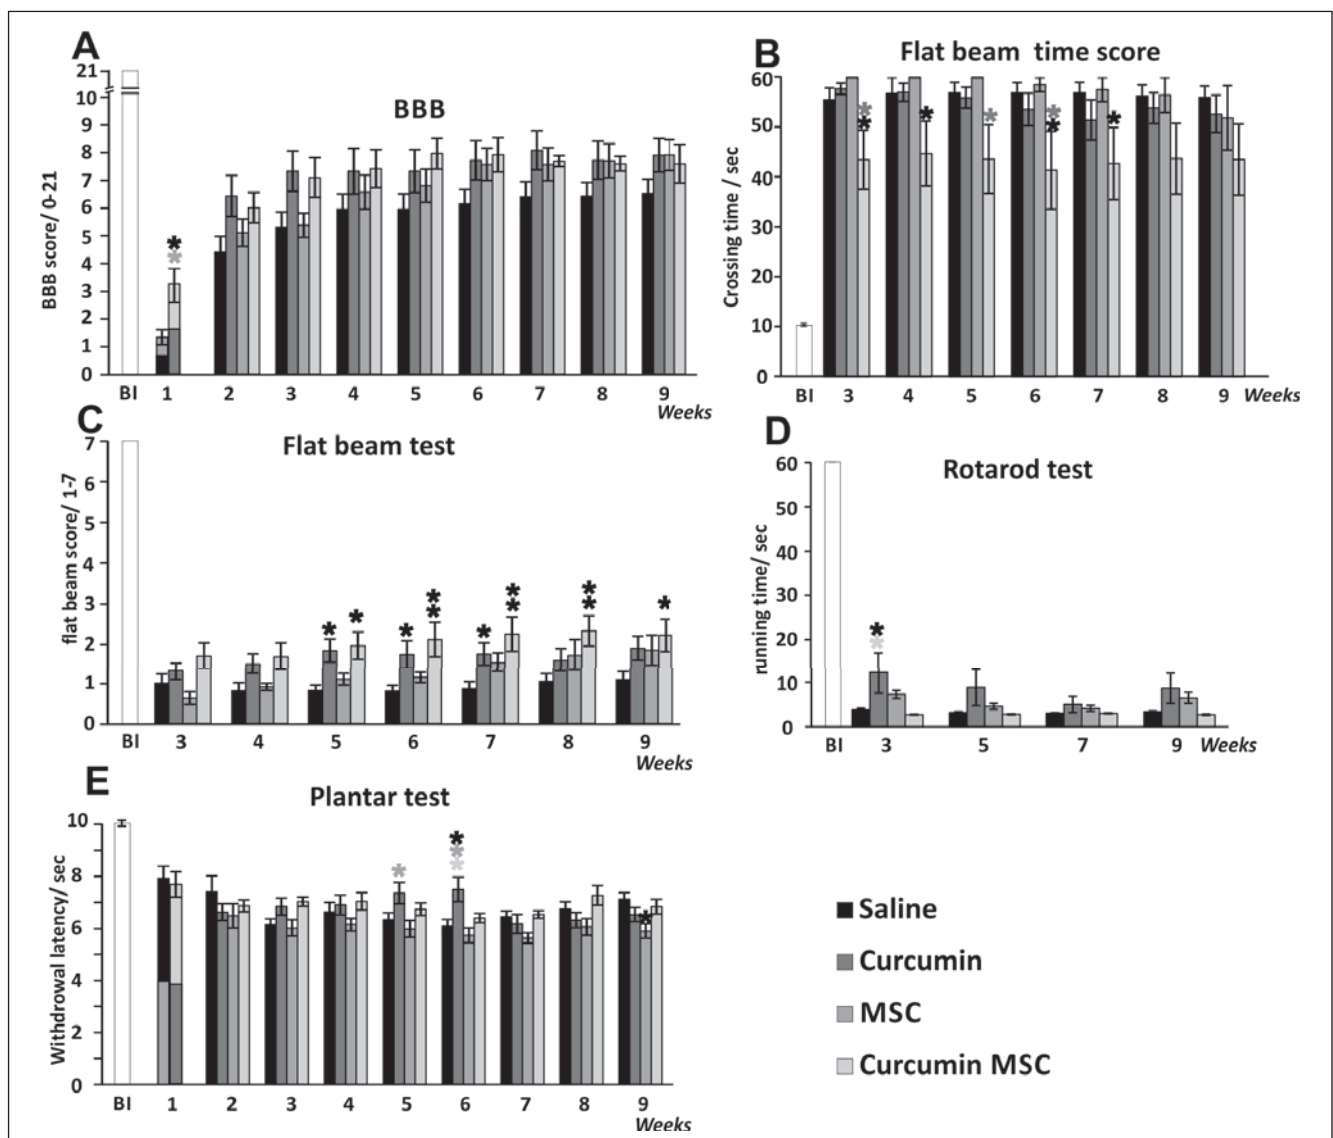 A
BBB
BBB score/ 0-21
21
10
9
8
7
6
5
4
3
2
1
0
*
*
BI 1 2 3 4 5 6 7 8 9
Weeks
B
Flat beam time score
Crossing time / sec
60
50
40
30
20
10
0
* * * * *
* *
BI 3 4 5 6 7 8 9 Weeks
C
Flat beam test
flat beam score/ 1-7
7
6
5
4
3
2
1
0
* * * * * * * *
* * *
BI 3 4 5 6 7 8 9
Weeks
D
Rotarod test
running time/ sec
60
50
40
30
20
10
0
*
*
BI 3 5 7 9 Weeks
E
Plantar test
Withdrowal latency/ sec
10
8
6
4
2
0
* *
*
*
*
BI 1 2 3 4 5 6 7 8 9
Weeks
Saline
Curcumin
MSC
Curcumin MSC